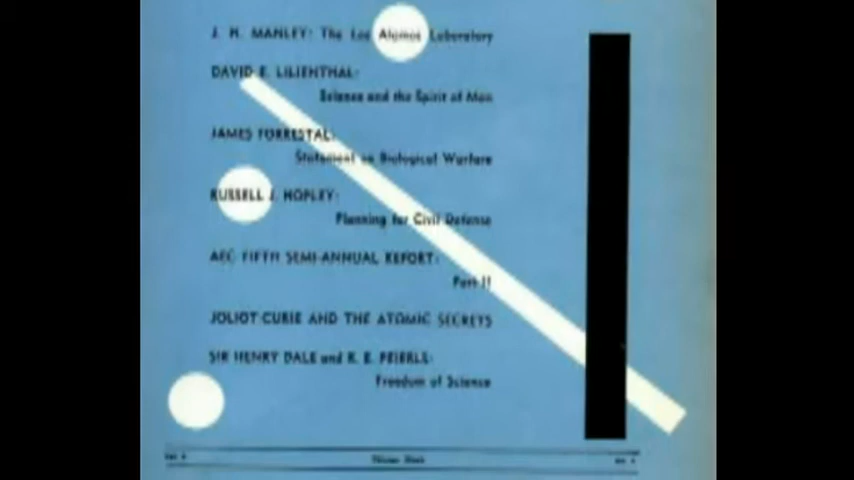 J. H. MANLEY: The Los Alamos Laboratory
DAVID E. LILIENTHAL:
Science and the Spirit of Man
JAMES FORRESTAL:
Statement on Biological Warfare
RUSSELL J. HOPLEY:
Planning for Civil Defense
AEC FIFTH SEMI-ANNUAL REPORT:
Part II
JOLIOT-CURIE AND THE ATOMIC SECRETS
SIR HENRY DALE and R. E. PEIERLS:
Freedom of Science